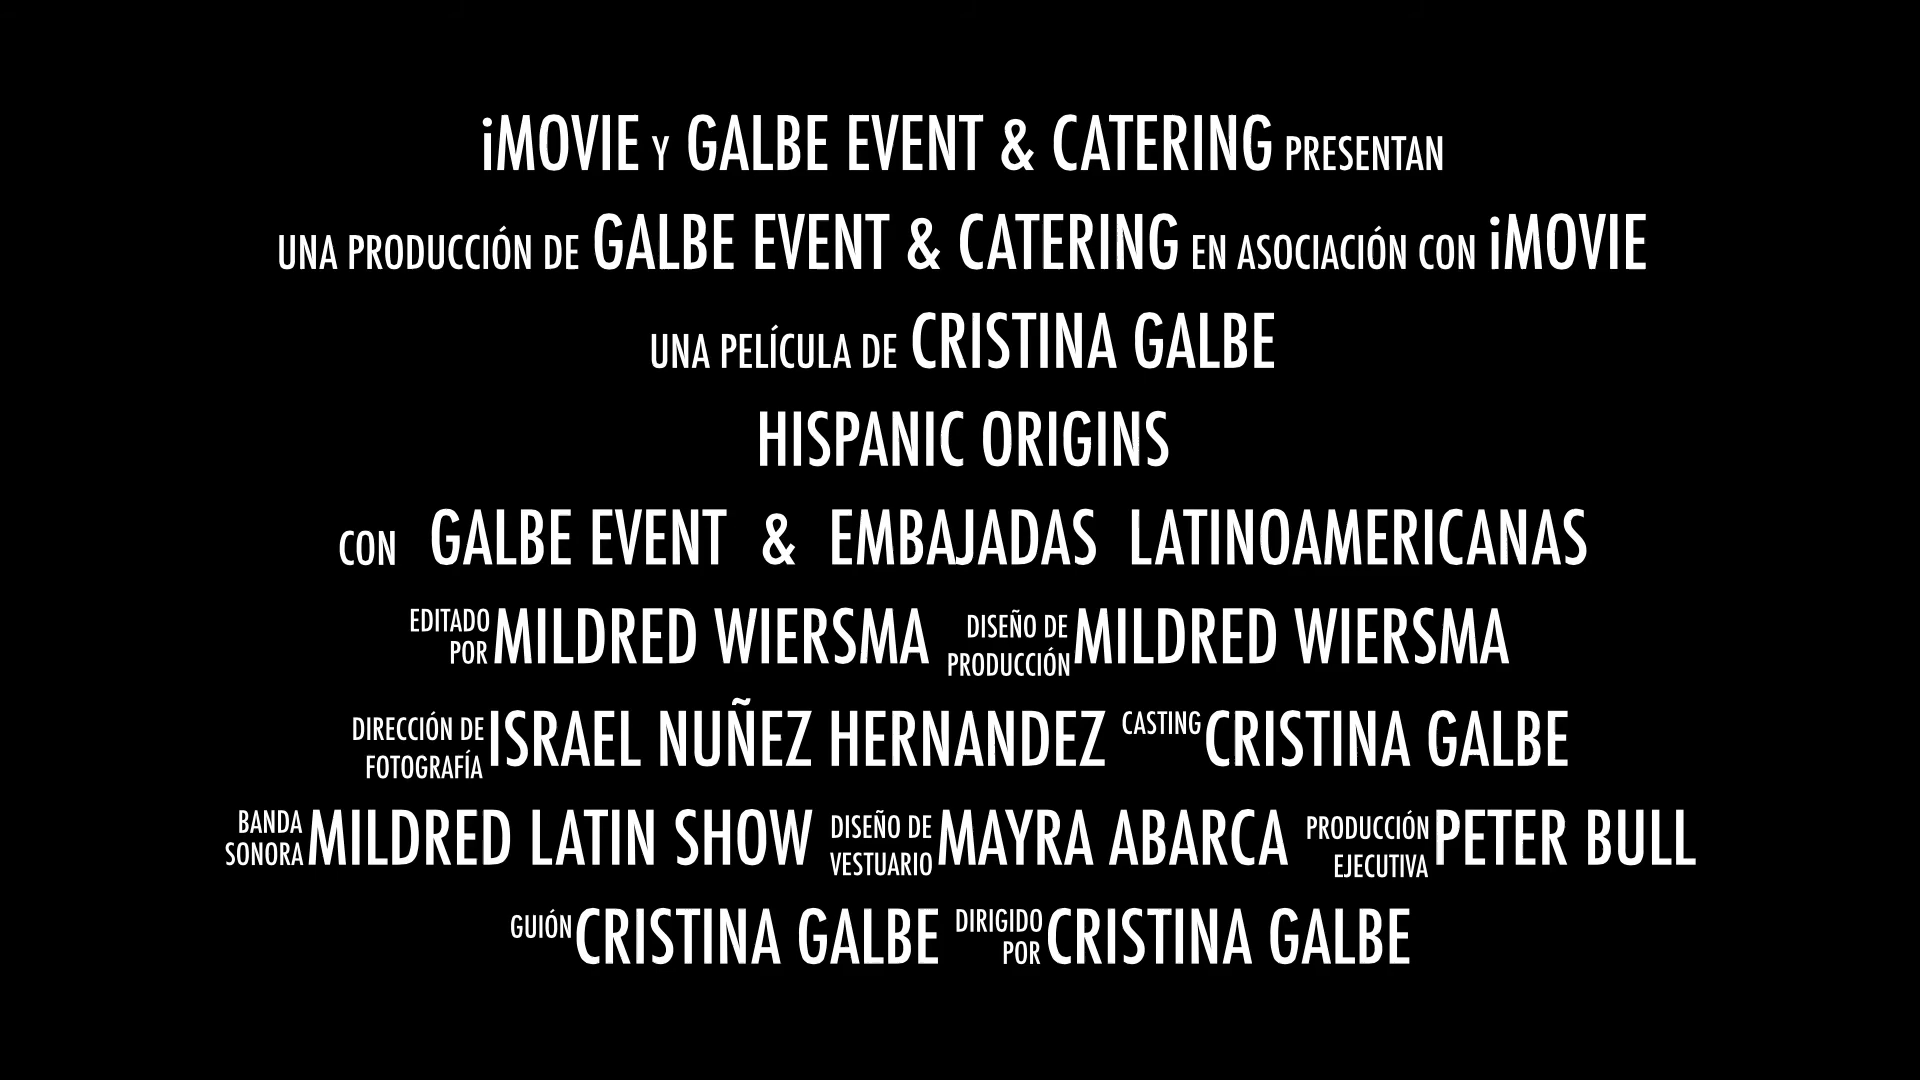 iMOVIE Y GALBE EVENT & CATERING PRESENTAN
UNA PRODUCCIÓN DE GALBE EVENT & CATERING EN ASOCIACIÓN CON iMOVIE
UNA PELÍCULA DE CRISTINA GALBE
HISPANIC ORIGINS
CON GALBE EVENT & EMBAJADAS LATINOAMERICANAS
EDITADO POR MILDRED WIERSMA DISEÑO DE PRODUCCIÓN MILDRED WIERSMA
DIRECCIÓN DE FOTOGRAFÍA ISRAEL NUÑEZ HERNANDEZ CASTING CRISTINA GALBE
BANDA SONORA MILDRED LATIN SHOW DISEÑO DE VESTUARIO MAYRA ABARCA PRODUCCIÓN EJECUTIVA PETER BULL
GUIÓN CRISTINA GALBE DIRIGIDO POR CRISTINA GALBE